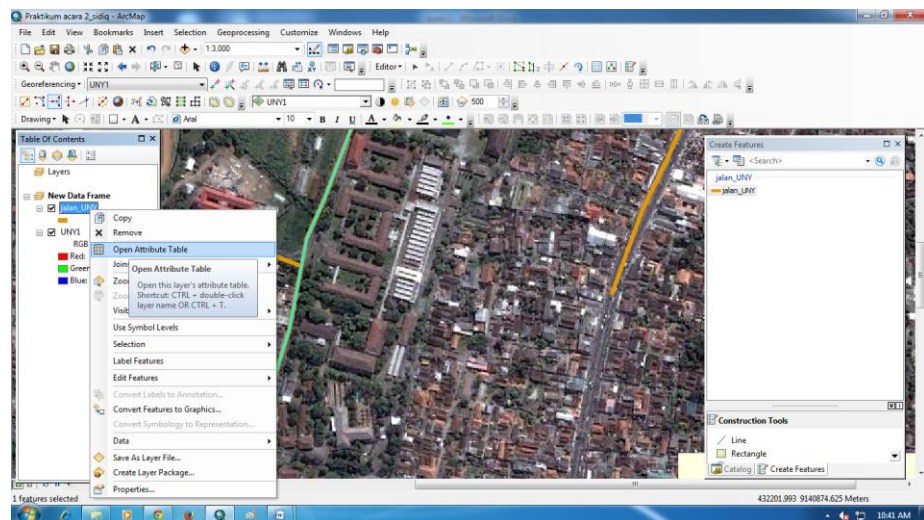 Praktikum acara 2_sidiq - ArcMap
File Edit View Bookmarks Insert Selection Geoprocessing Customize Windows Help
1:3.000
Editor
Georeferencing UNY1
UNY1 500
Drawing Arial 10 B I U A
Table Of Contents
Layers
New Data Frame
jalan_UNY
UNY1
RGB
Red:
Green
Blue:
Copy
Remove
Open Attribute Table
Joins
Zoo
Zoo
Visib
Open Attribute Table
Open this layer's attribute table.
Shortcut: CTRL + double-click
layer name OR CTRL + T.
Use Symbol Levels
Selection
Label Features
Edit Features
Convert Labels to Annotation...
Convert Features to Graphics...
Convert Symbology to Representation...
Data
Save As Layer File...
Create Layer Package...
Properties...
Create Features
<Search>
jalan_UNY
jalan_UNY
Construction Tools
Line
Rectangle
Catalog Create Features
1 features selected
432201.993 9140874.625 Meters
10:41 AM